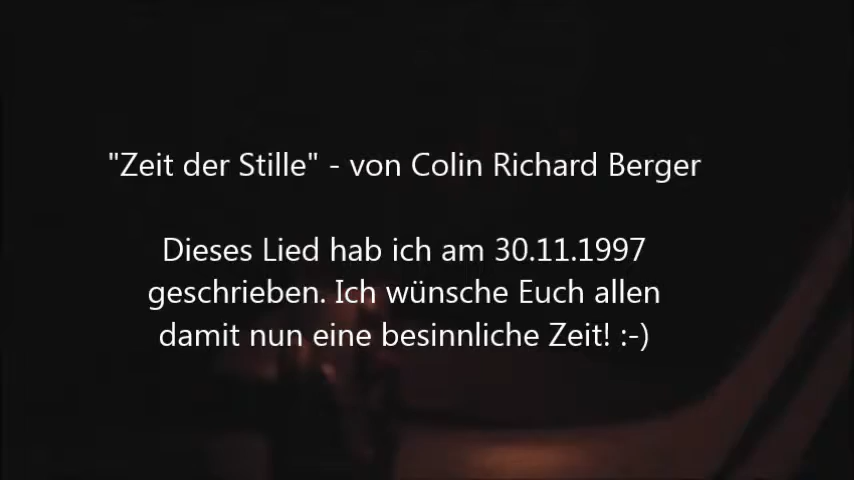 "Zeit der Stille" - von Colin Richard Berger
Dieses Lied hab ich am 30.11.1997
geschrieben. Ich wünsche Euch allen
damit nun eine besinnliche Zeit! :-)